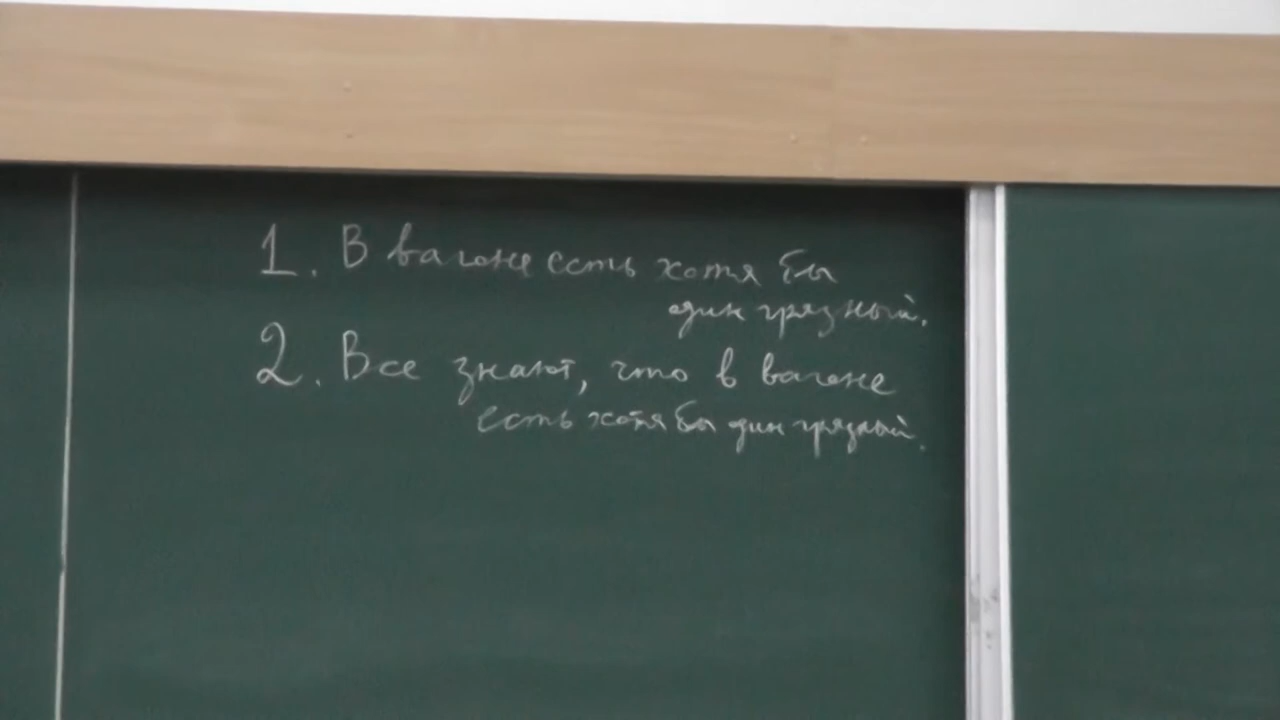 1. В вагоне есть хотя бы
один грязный.
2. Все знают, что в вагоне
есть хотя бы один грязный.